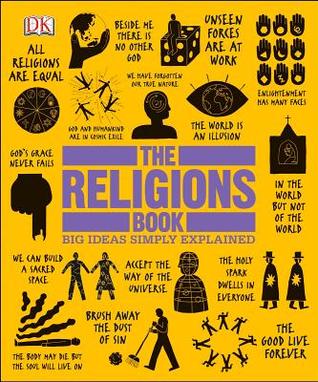 DK
ALL
RELIGIONS
ARE EQUAL
BESIDE ME
THERE IS
NO OTHER
GOD
UNSEEN
FORCES
ARE AT
WORK
WE HAVE FORGOTTEN
OUR TRUE NATURE
ENLIGHTENMENT
HAS MANY FACES
GOD AND HUMANKIND
ARE IN COSMIC EXILE
THE WORLD IS
AN ILLUSION
GOD'S GRACE
NEVER FAILS
THE
RELIGIONS
BOOK
BIG IDEAS SIMPLY EXPLAINED
IN THE
WORLD
BUT NOT
OF THE
WORLD
WE CAN BUILD
A SACRED
SPACE
ACCEPT THE
WAY OF THE
UNIVERSE
THE HOLY
SPARK
DWELLS IN
EVERYONE
BRUSH AWAY
THE DUST
OF SIN
THE BODY MAY DIE BUT
THE SOUL WILL LIVE ON
THE
GOOD LIVE
FOREVER